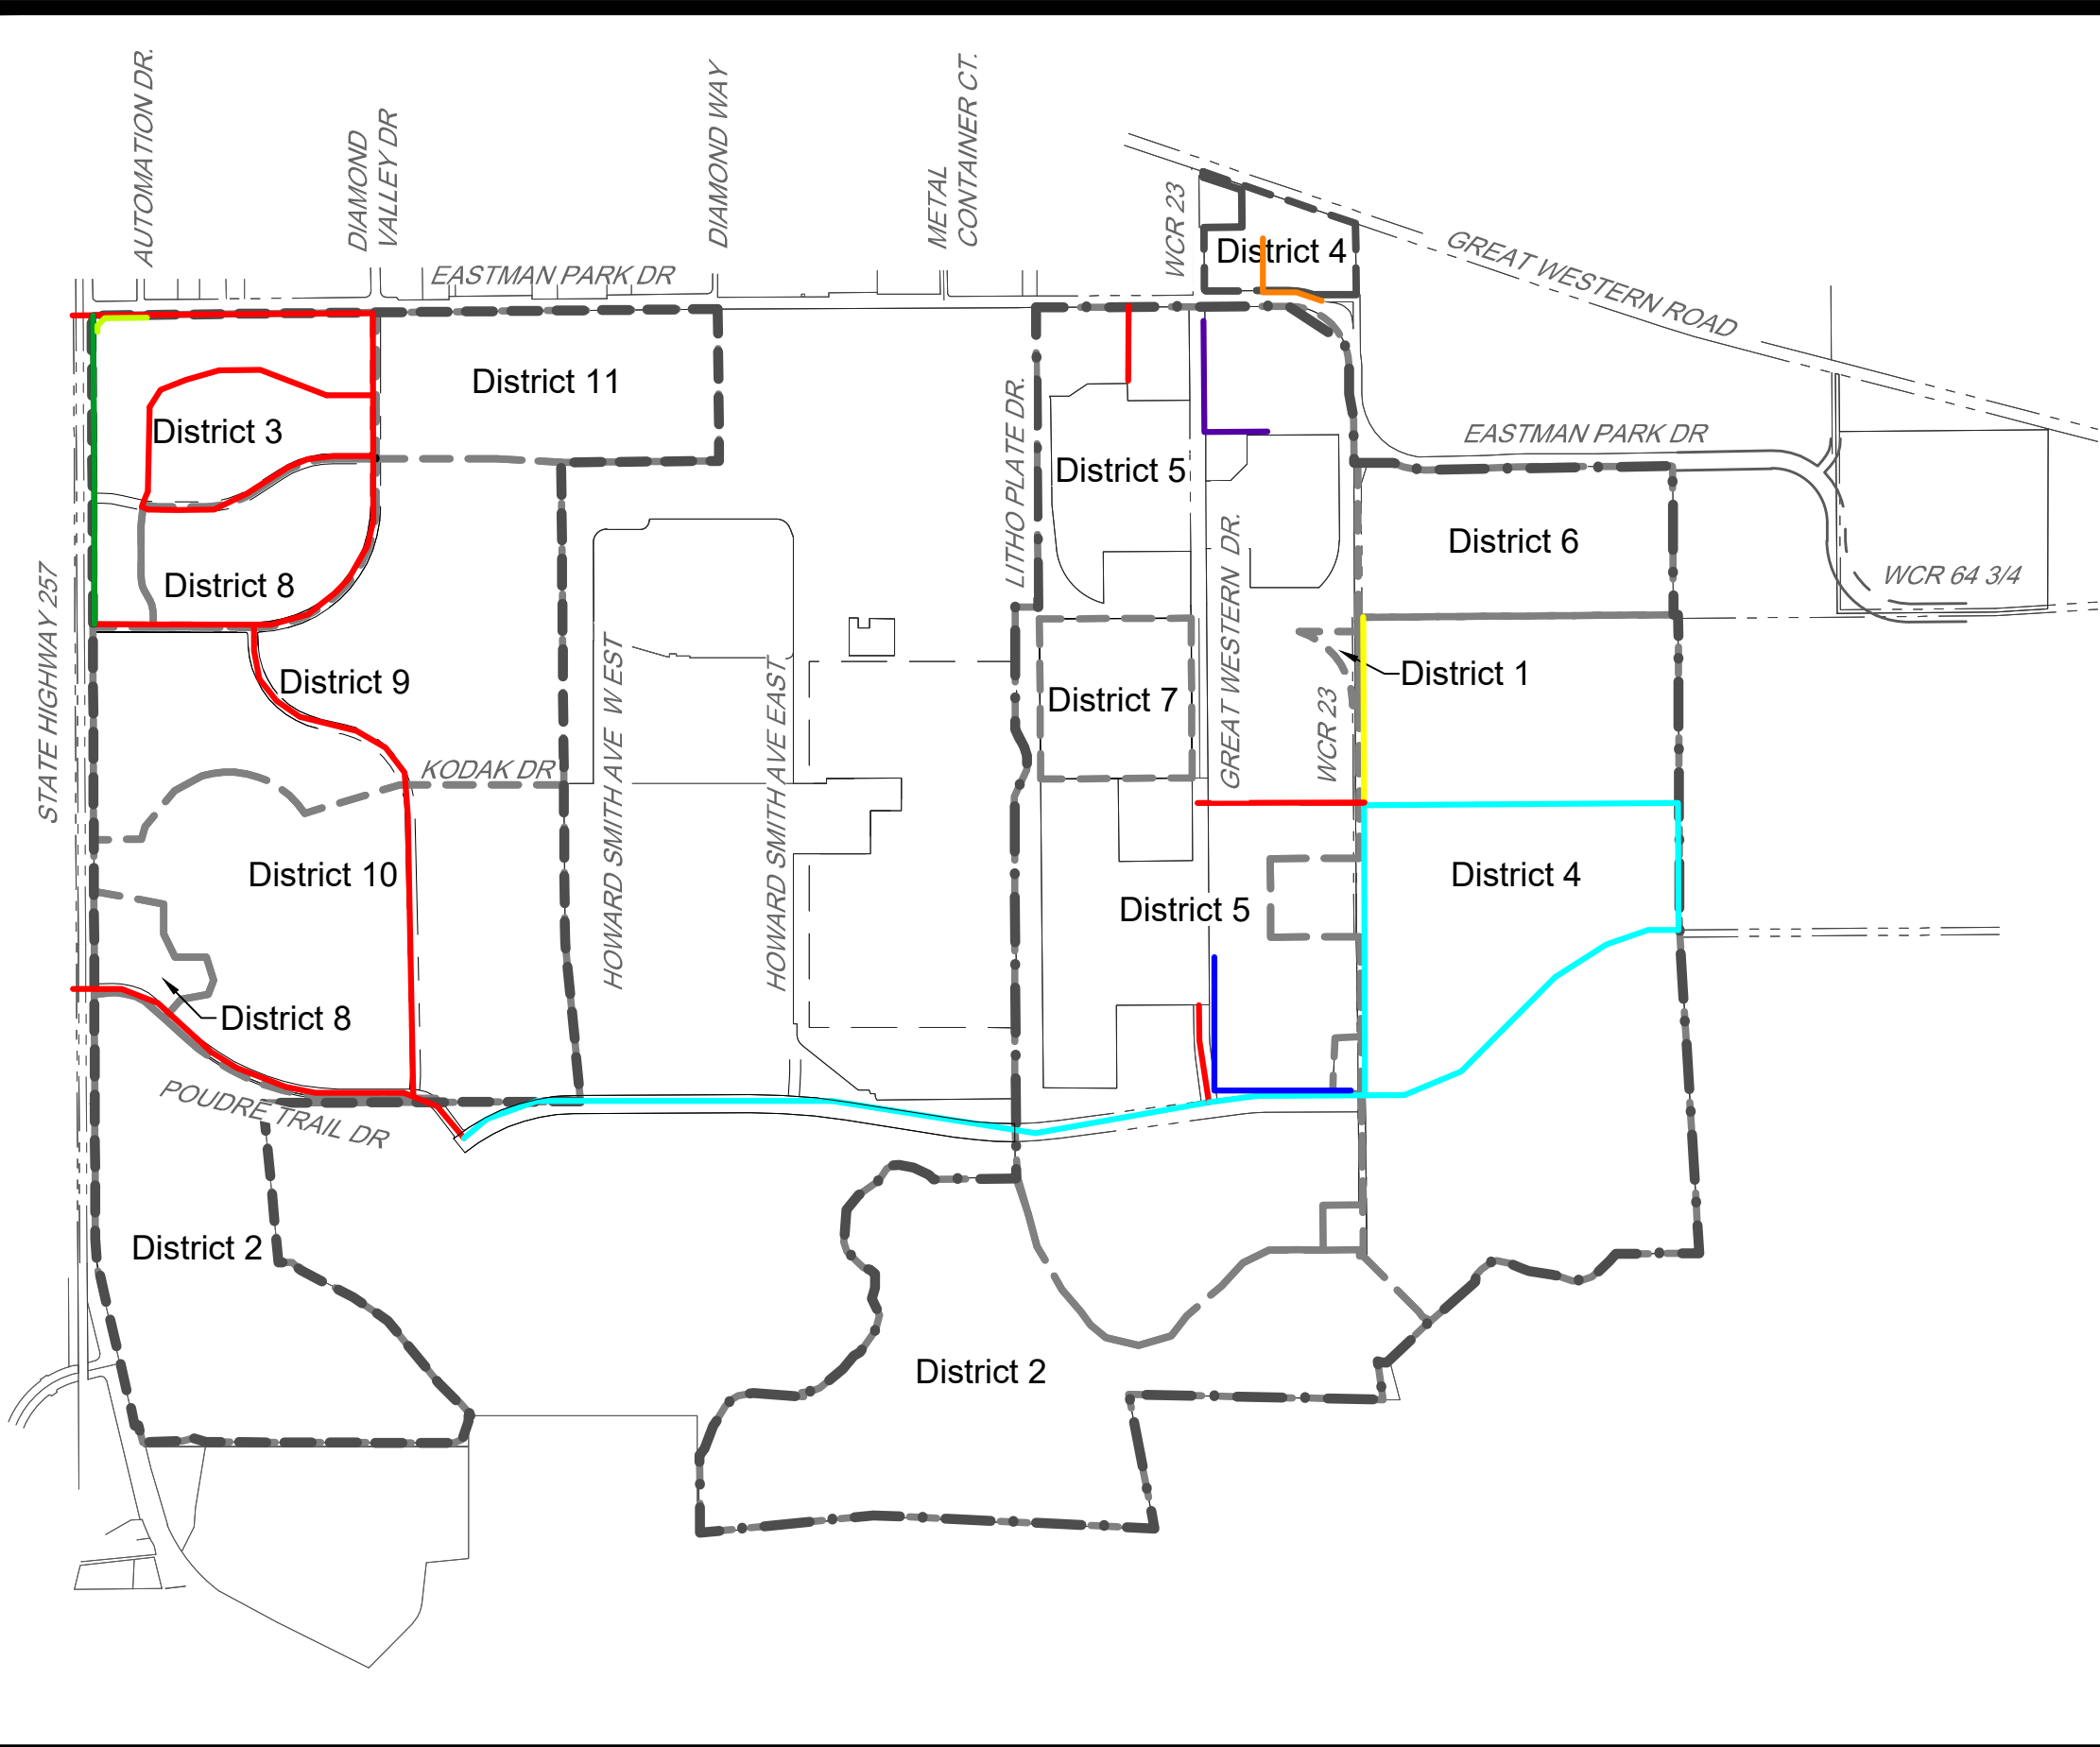 AUTOMATION DR.
DIAMOND
VALLEY DR
DIAMOND WAY
METAL
CONTAINER CT.
WCR 23
EASTMAN PARK DR
District 4
GREAT WESTERN ROAD
District 11
District 3
LITHO PLATE DR.
District 5
EASTMAN PARK DR
District 6
District 8
WCR 64 3/4
STATE HIGHWAY 257
District 9
HOWARD SMITH AVE  W EST
HOWARD SMITH AVE EAST
District 7
GREAT WESTERN  DR.
WCR 23
District 1
KODAK DR
District 10
District 4
District 5
District 8
POUDRE TRAIL DR
District 2
District 2